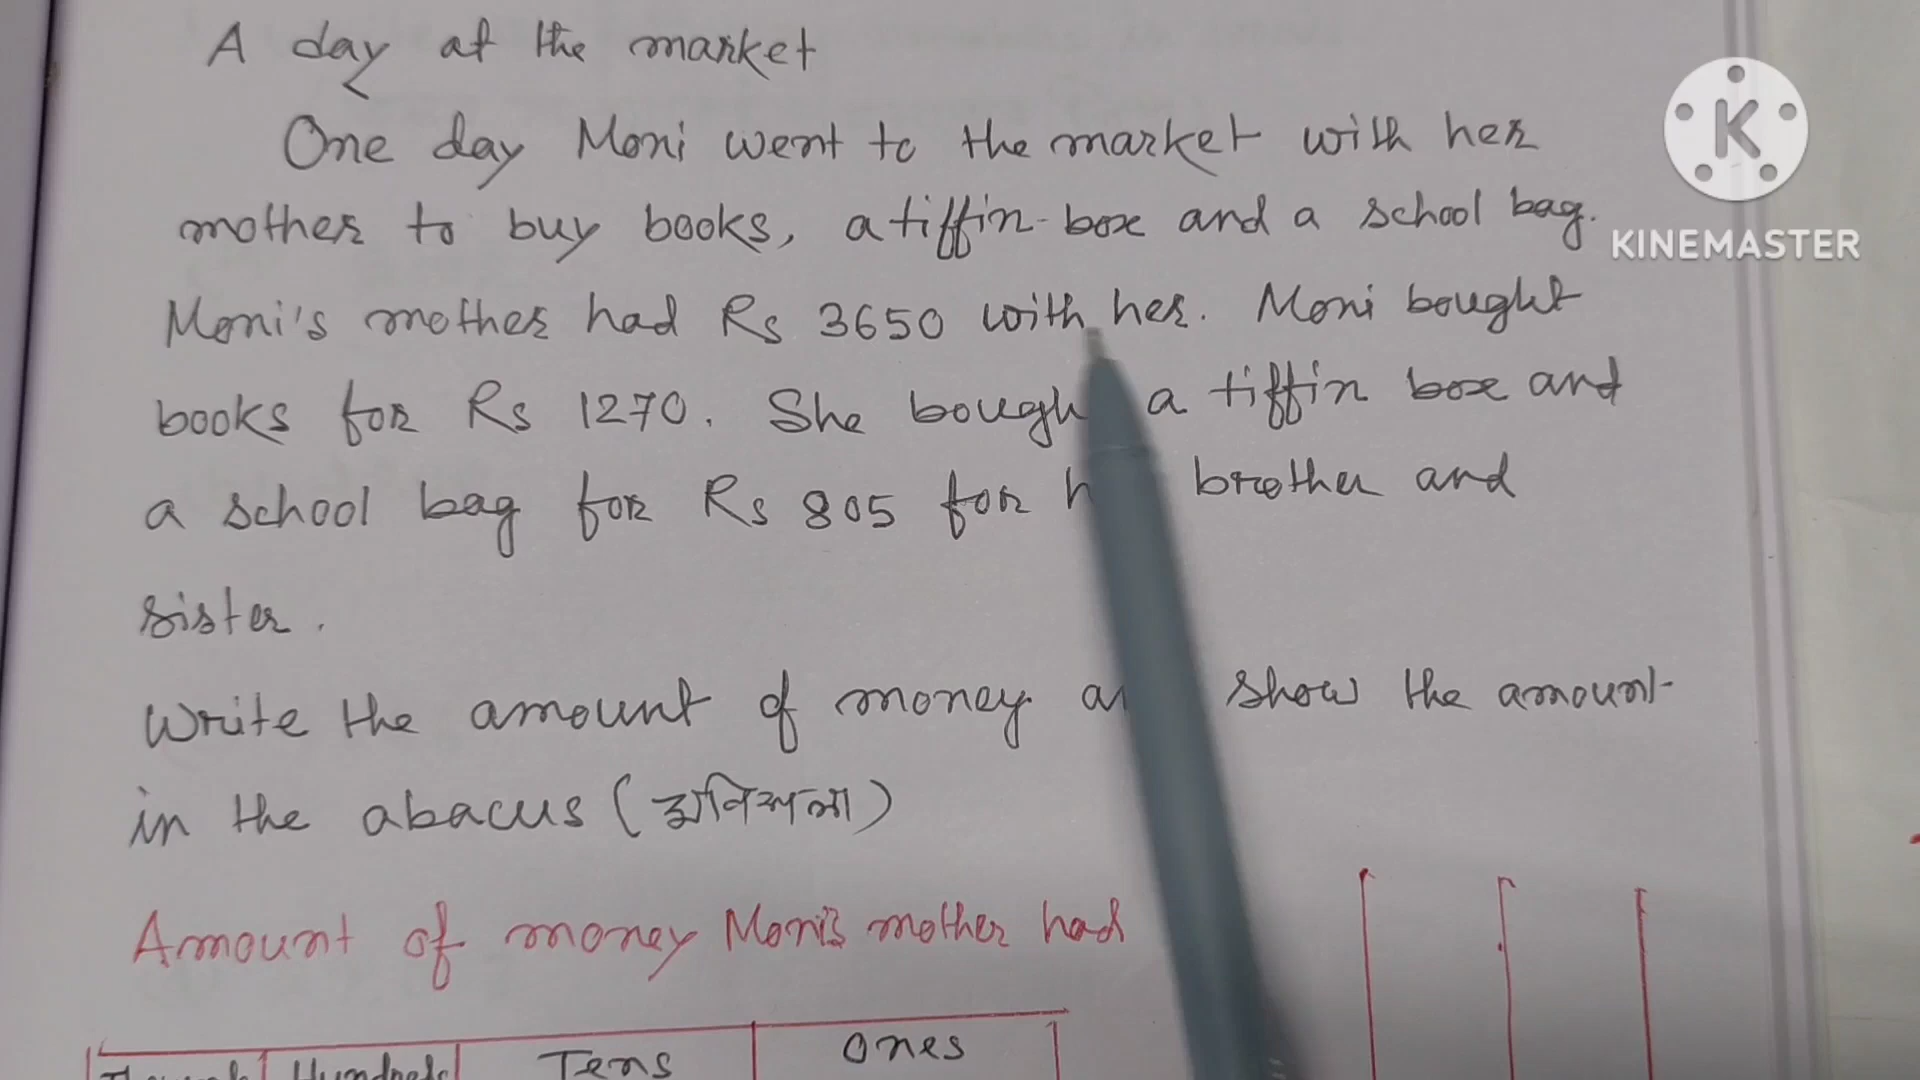 A day at the market
One day Moni went to the market with her
mother to buy books, a tiffin-box and a school bag.
Moni's mother had Rs 3650 with her. Moni bought
books for Rs 1270. She bough a tiffin box and
a school bag for Rs 805 for h brother and
sister.
Write the amount of money an show the amount
in the abacus ( )
Amount of money Moni's mother had
Hundreds Tens Ones
K
KINEMASTER